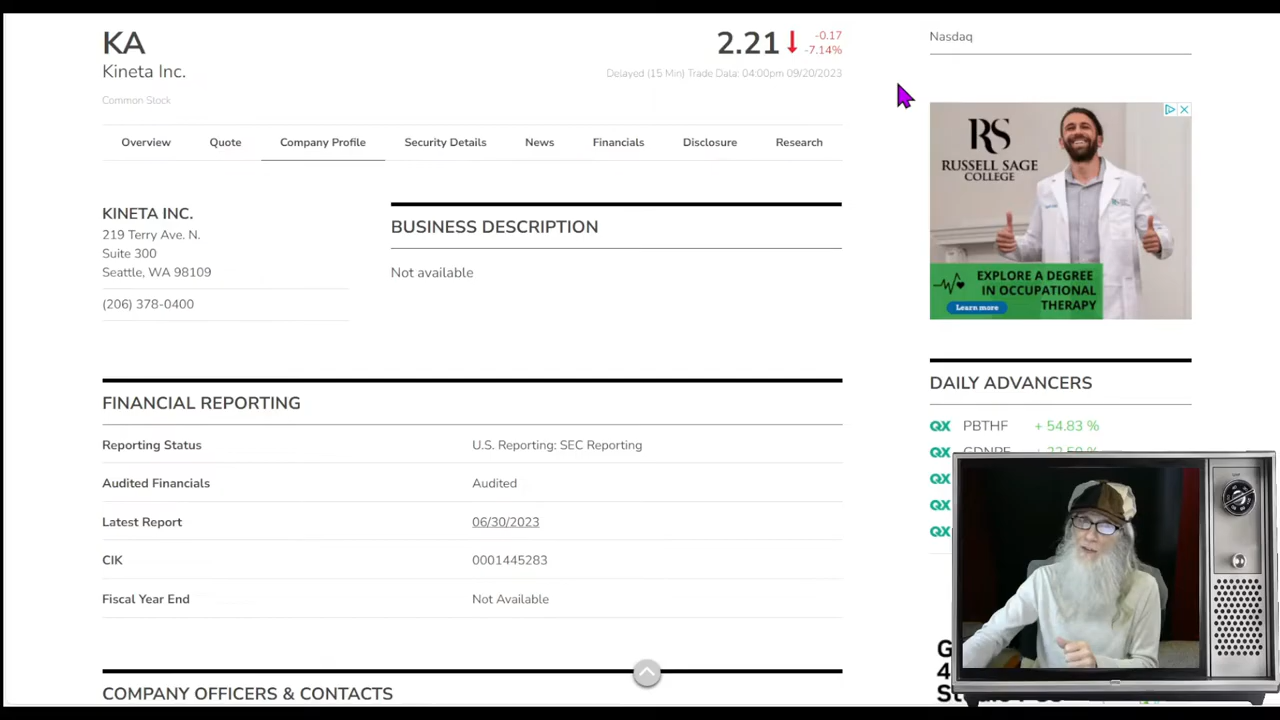 KA
Kineta Inc.
Common Stock
2.21
-0.17
-7.14%
Delayed (15 Min) Trade Data: 04:00pm 09/20/2023
Overview Quote Company Profile Security Details News Financials Disclosure Research
KINETA INC.
219 Terry Ave. N.
Suite 300
Seattle, WA 98109
(206) 378-0400
BUSINESS DESCRIPTION
Not available
FINANCIAL REPORTING
Reporting Status U.S. Reporting: SEC Reporting
Audited Financials Audited
Latest Report 06/30/2023
CIK 0001445283
Fiscal Year End Not Available
COMPANY OFFICERS & CONTACTS
Nasdaq
RS
RUSSELL SAGE
COLLEGE
EXPLORE A DEGREE
IN OCCUPATIONAL
THERAPY
Learn more
DAILY ADVANCERS
QX PBTHF + 54.83 %
QX
QX
QX
QX